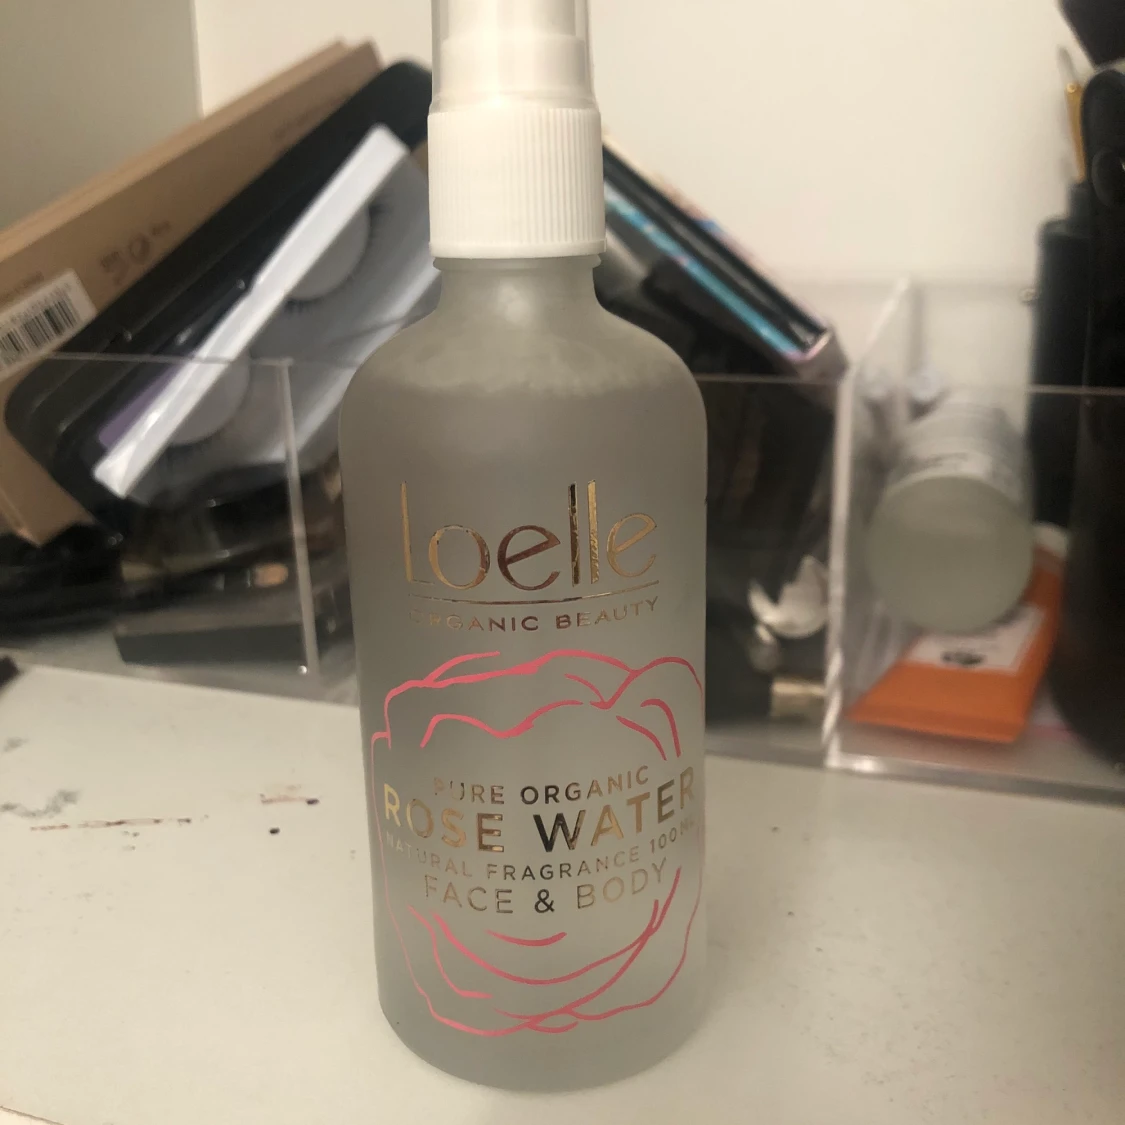 Loelle
ORGANIC BEAUTY
PURE ORGANIC
ROSE WATER
NATURAL FRAGRANCE 100ML
FACE & BODY